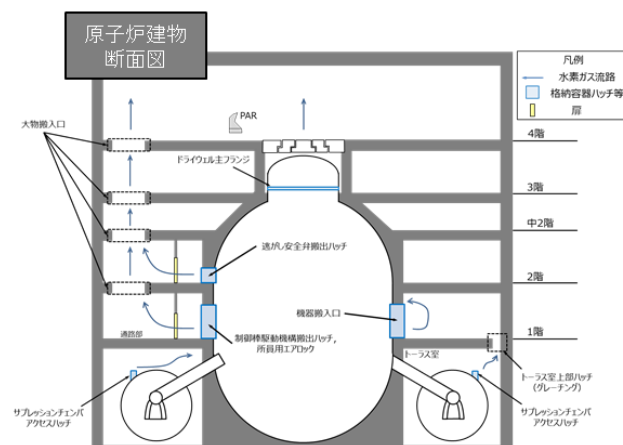 原子炉建物
断面図
凡例
水素ガス流路
格納容器ハッチ等
扉
大物搬入口
PAR
4階
ドライウェル主フランジ
3階
中2階
逃がし安全弁搬出ハッチ
2階
機器搬入口
通路部
制御棒駆動機構搬出ハッチ,
所員用エアロック
1階
トーラス室
トーラス室上部ハッチ
(グレーチング)
サプレッションチェンバ
アクセスハッチ
サプレッションチェンバ
アクセスハッチ